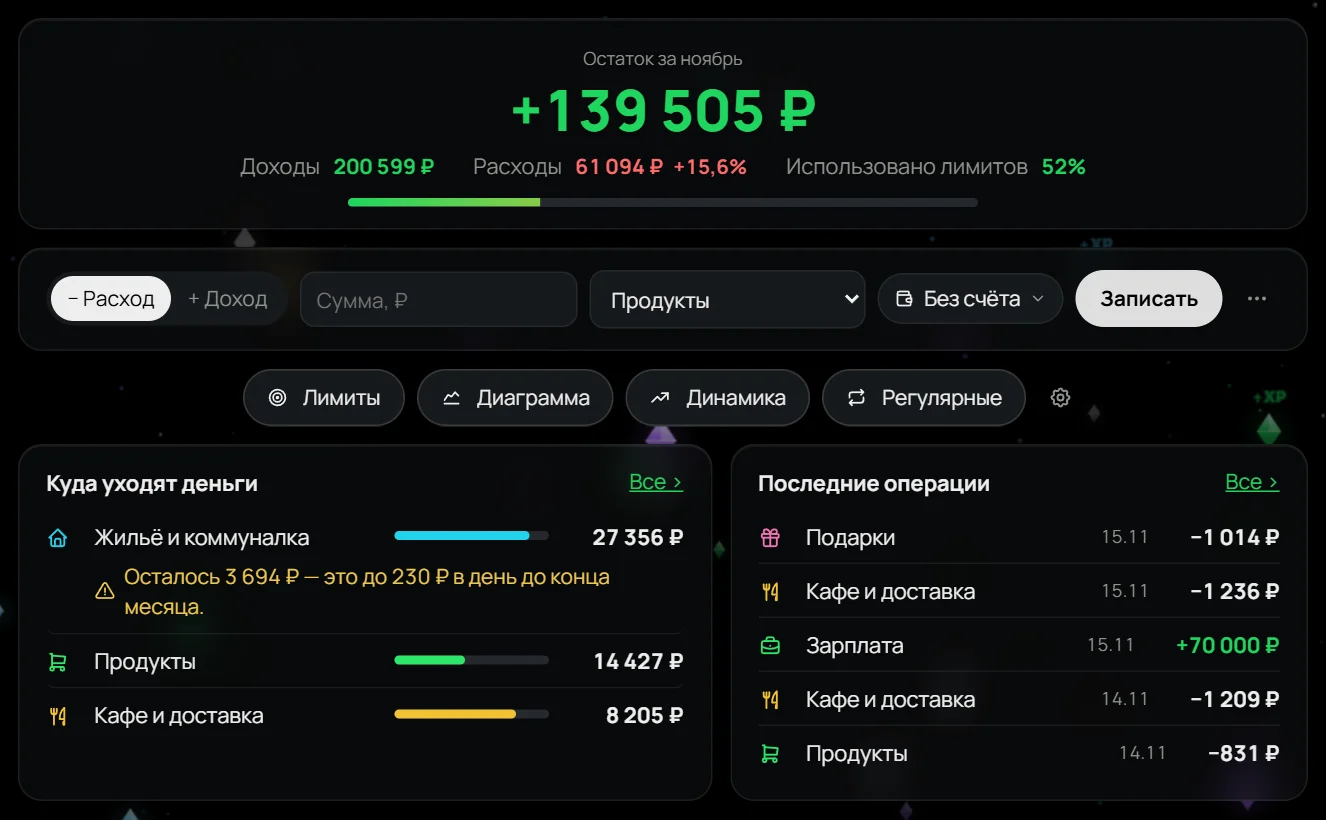 Остаток за ноябрь
+139 505 ₽
Доходы 200 599 ₽ Расходы 61 094 ₽ +15,6% Использовано лимитов 52%
+XP
− Расход + Доход Сумма, ₽ Продукты Без счёта Записать ···
Лимиты Диаграмма Динамика Регулярные
+XP
Куда уходят деньги Все >
Жильё и коммуналка 27 356 ₽
Осталось 3 694 ₽ — это до 230 ₽ в день до конца
месяца.
Продукты 14 427 ₽
Кафе и доставка 8 205 ₽
Последние операции Все >
Подарки 15.11 −1 014 ₽
Кафе и доставка 15.11 −1 236 ₽
Зарплата 15.11 +70 000 ₽
Кафе и доставка 14.11 −1 209 ₽
Продукты 14.11 −831 ₽